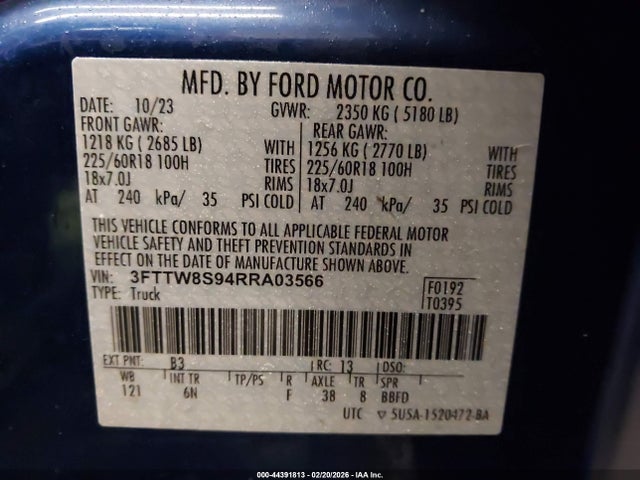 MFD. BY FORD MOTOR CO.
DATE: 10/23 GVWR: 2350 KG ( 5180 LB)
FRONT GAWR: REAR GAWR:
1218 KG ( 2685 LB) WITH 1256 KG ( 2770 LB) WITH
225/60R18 100H TIRES 225/60R18 100H TIRES
18x7.0J RIMS 18x7.0J RIMS
AT 240 kPa/ 35 PSI COLD AT 240 kPa/ 35 PSI COLD
THIS VEHICLE CONFORMS TO ALL APPLICABLE FEDERAL MOTOR
VEHICLE SAFETY AND THEFT PREVENTION STANDARDS IN
EFFECT ON THE DATE OF MANUFACTURE SHOWN ABOVE.
VIN: 3FTTW8S94RRA03566 F0192
TYPE: Truck T0395
EXT PNT: B3 RC: 13 DSO:
WB INT TR TP/PS R AXLE TR SPR
121 6N F 38 8 BBFD
UTC ▽ 5USA-1520472-BA
000-44391813 - 02/20/2026 - IAA Inc.